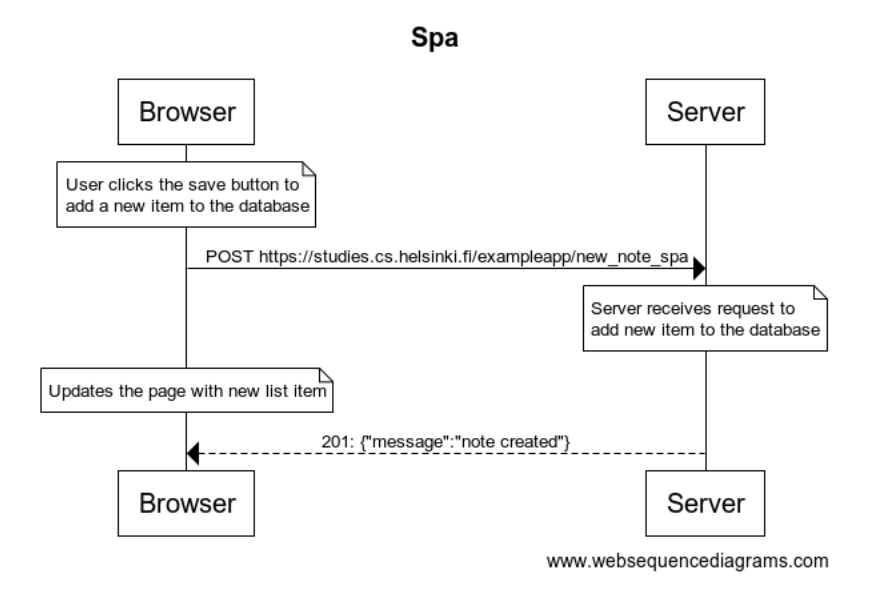 Spa
Browser
Server
User clicks the save button to
add a new item to the database
POST https://studies.cs.helsinki.fi/exampleapp/new_note_spa
Server receives request to
add new item to the database
Updates the page with new list item
201: {"message":"note created"}
Browser
Server
www.websequencediagrams.com